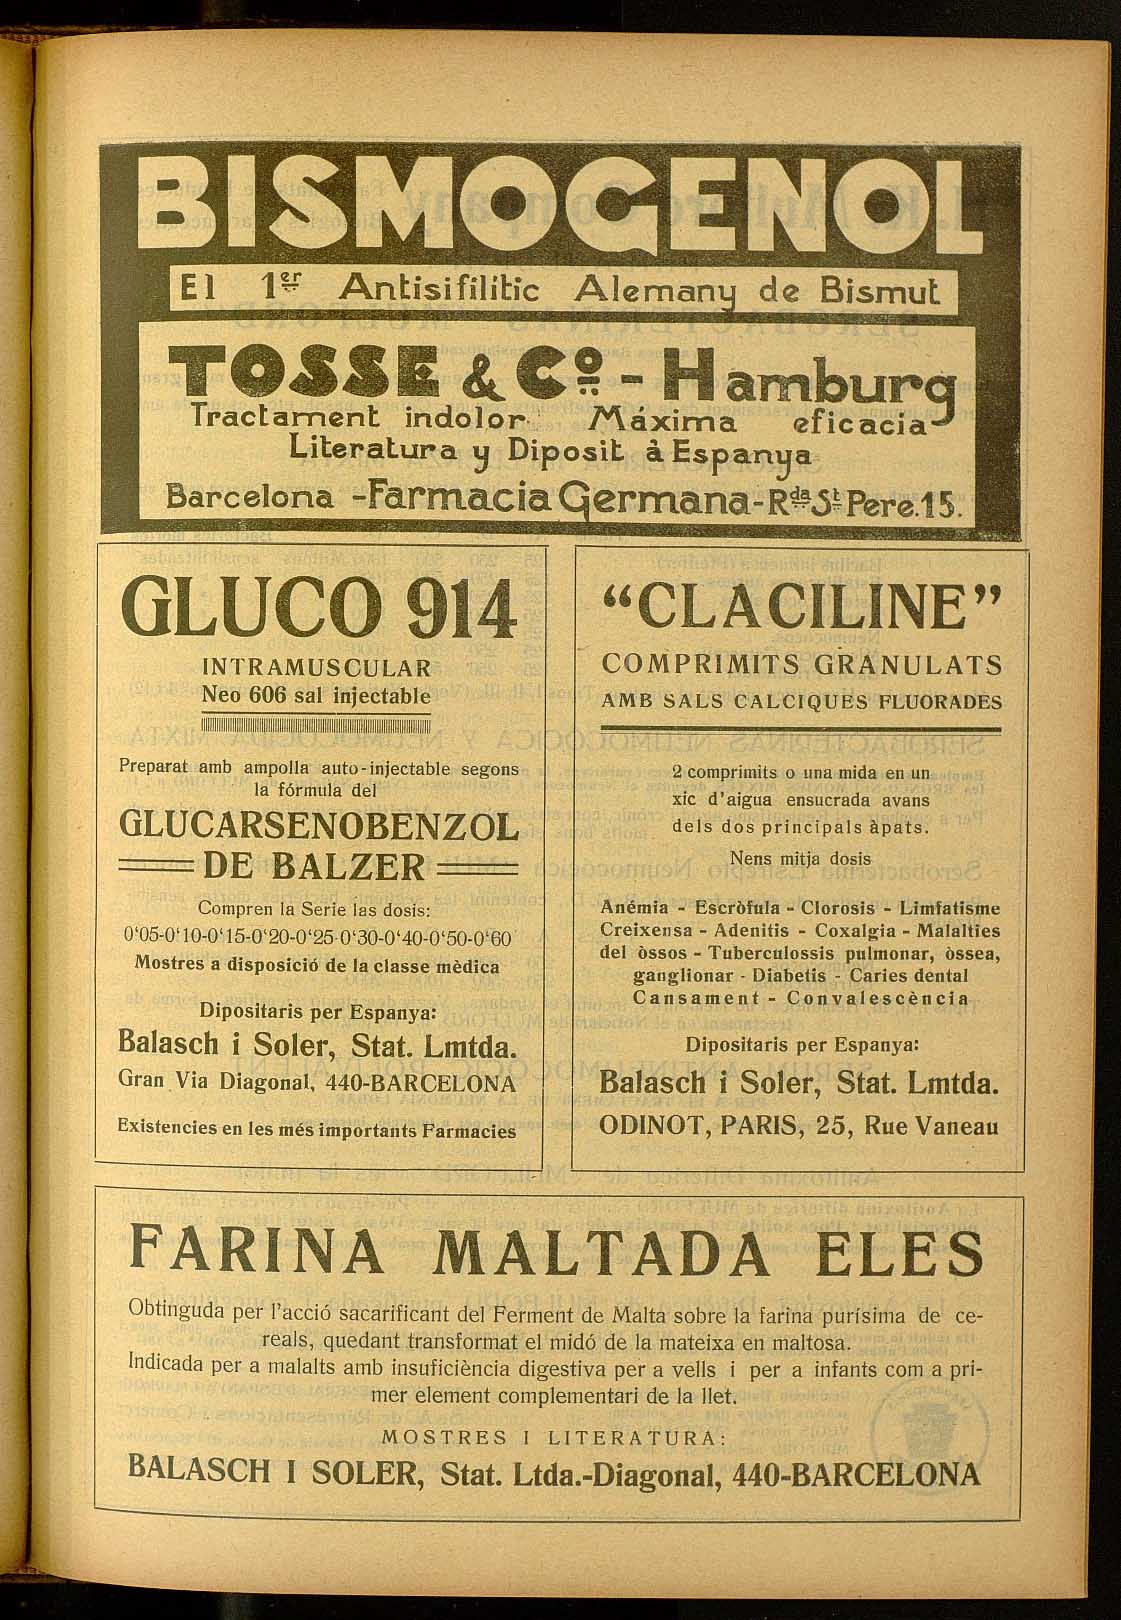 BISMOGENOL
El 1er Antisifilític Alemany de Bismut
TOSSE & Cº - Hamburg
Tractament indolor. Máxima eficacia
Literatura y Diposit à Espanya
Barcelona - Farmacia Germana - Rda St Pere. 15.
GLUCO 914
INTRAMUSCULAR
Neo 606 sal injectable
Preparat amb ampolla auto-injectable segons
la fórmula del
GLUCARSENOBENZOL
DE BALZER
Compren la Serie las dosis:
0‘05-0‘10-0‘15-0‘20-0‘25-0‘30-0‘40-0‘50-0‘60
Mostres a disposició de la classe mèdica
Dipositaris per Espanya:
Balasch i Soler, Stat. Lmtda.
Gran Via Diagonal, 440-BARCELONA
Existencies en les més importants Farmacies
“CLACILINE”
COMPRIMITS GRANULATS
AMB SALS CALCIQUES FLUORADES
2 comprimits o una mida en un
xic d'aigua ensucrada avans
dels dos principals àpats.
Nens mitja dosis
Anémia - Escròfula - Clorosis - Limfatisme
Creixensa - Adenitis - Coxalgia - Malalties
del òssos - Tuberculossis pulmonar, òssea,
ganglionar - Diabetis - Caries dental
Cansament - Convalescència
Dipositaris per Espanya:
Balasch i Soler, Stat. Lmtda.
ODINOT, PARIS, 25, Rue Vaneau
FARINA MALTADA ELES
Obtinguda per l'acció sacarificant del Ferment de Malta sobre la farina purísima de ce-
reals, quedant transformat el midó de la mateixa en maltosa.
Indicada per a malalts amb insuficiència digestiva per a vells i per a infants com a pri-
mer element complementari de la llet.
MOSTRES I LITERATURA:
BALASCH I SOLER, Stat. Ltda.-Diagonal, 440-BARCELONA